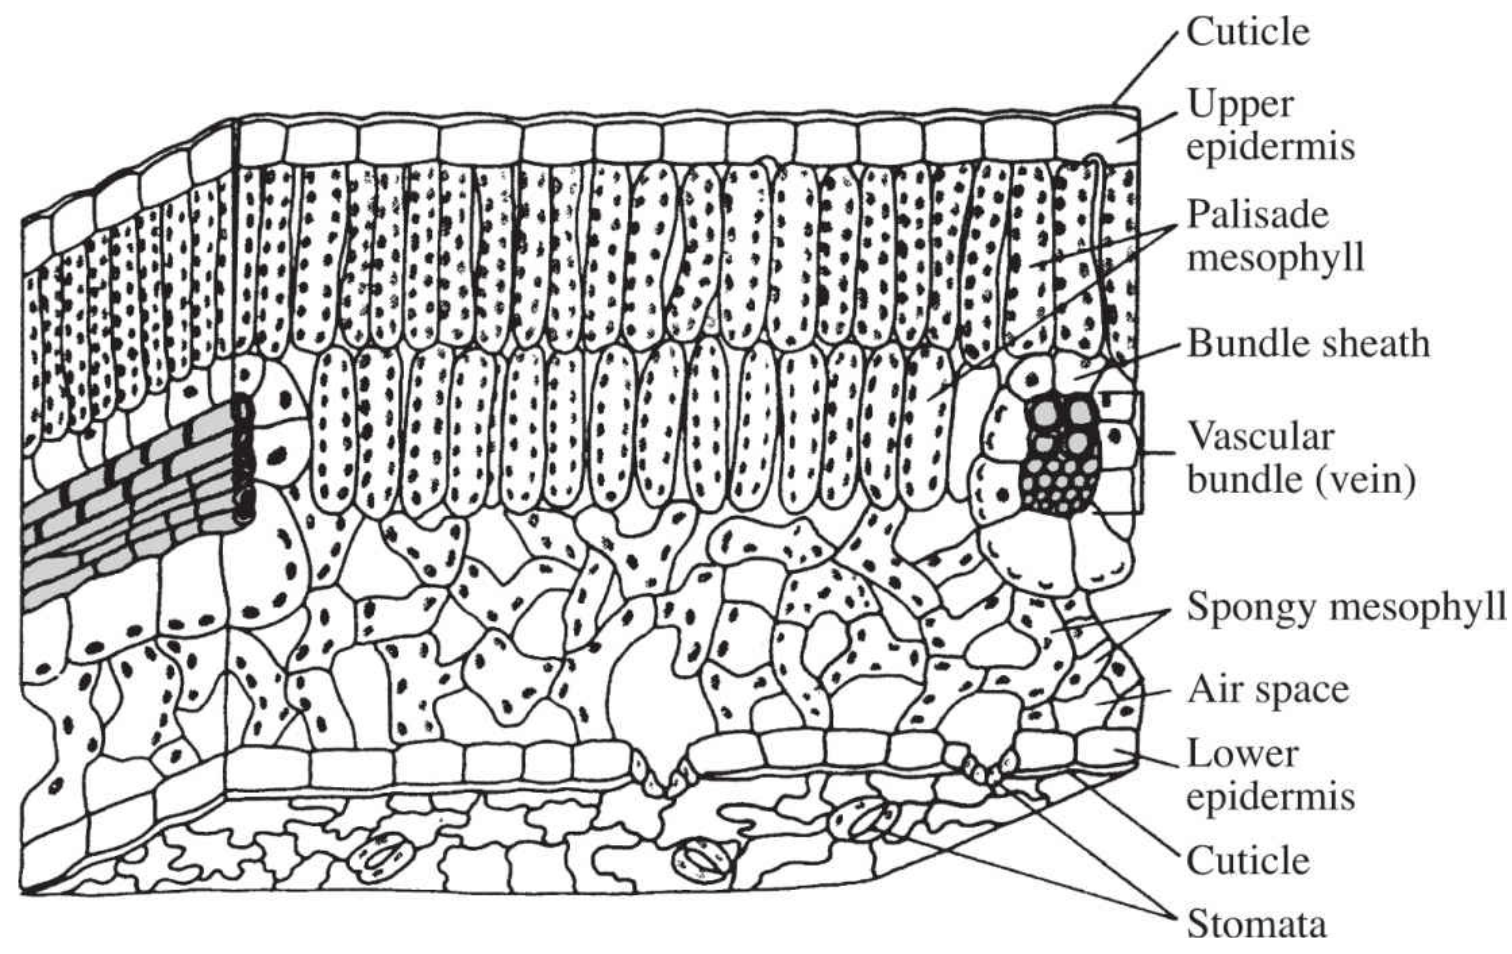 Cuticle
Upper
epidermis
Palisade
mesophyll
Bundle sheath
Vascular
bundle (vein)
Spongy mesophyll
Air space
Lower
epidermis
Cuticle
Stomata